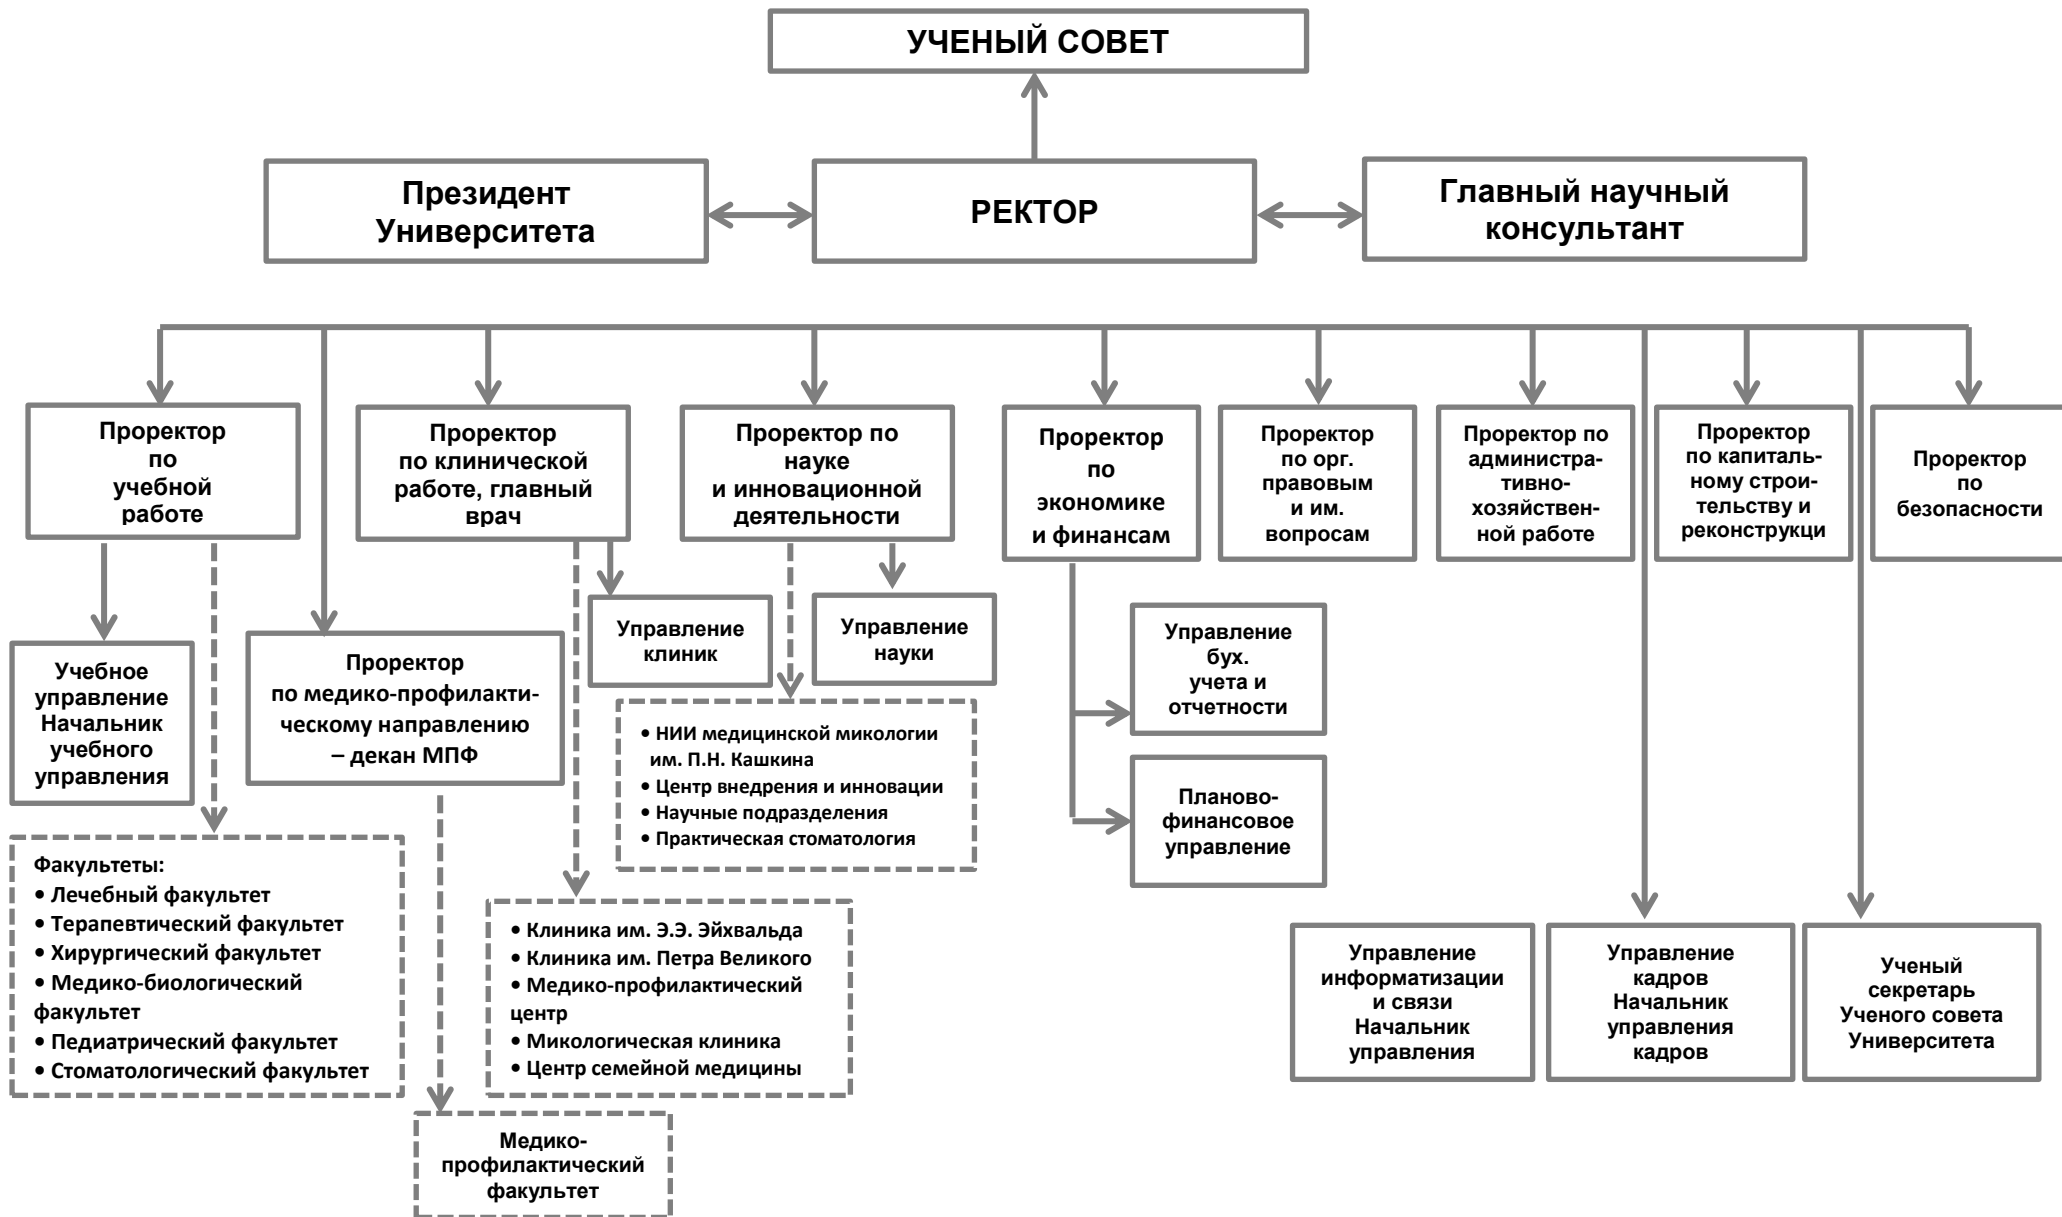 УЧЕНЫЙ СОВЕТ
Президент
Университета
РЕКТОР
Главный научный
консультант
Проректор
по
учебной
работе
Проректор
по клинической
работе, главный
врач
Проректор по
науке
и инновационной
деятельности
Проректор
по
экономике
и финансам
Проректор
по орг.
правовым
и им.
вопросам
Проректор по
администра-
тивно-
хозяйствен-
ной работе
Проректор
по капиталь-
ному строи-
тельству и
реконструкци
Проректор
по
безопасности
Учебное
управление
Начальник
учебного
управления
Проректор
по медико-профилакти-
ческому направлению
– декан МПФ
Управление
клиник
Управление
науки
Управление
бух.
учета и
отчетности
• НИИ медицинской микологии
им. П.Н. Кашкина
• Центр внедрения и инновации
• Научные подразделения
• Практическая стоматология
Планово-
финансовое
управление
Факультеты:
• Лечебный факультет
• Терапевтический факультет
• Хирургический факультет
• Медико-биологический
факультет
• Педиатрический факультет
• Стоматологический факультет
• Клиника им. Э.Э. Эйхвальда
• Клиника им. Петра Великого
• Медико-профилактический
центр
• Микологическая клиника
• Центр семейной медицины
Управление
информатизации
и связи
Начальник
управления
Управление
кадров
Начальник
управления
кадров
Ученый
секретарь
Ученого совета
Университета
Медико-
профилактический
факультет